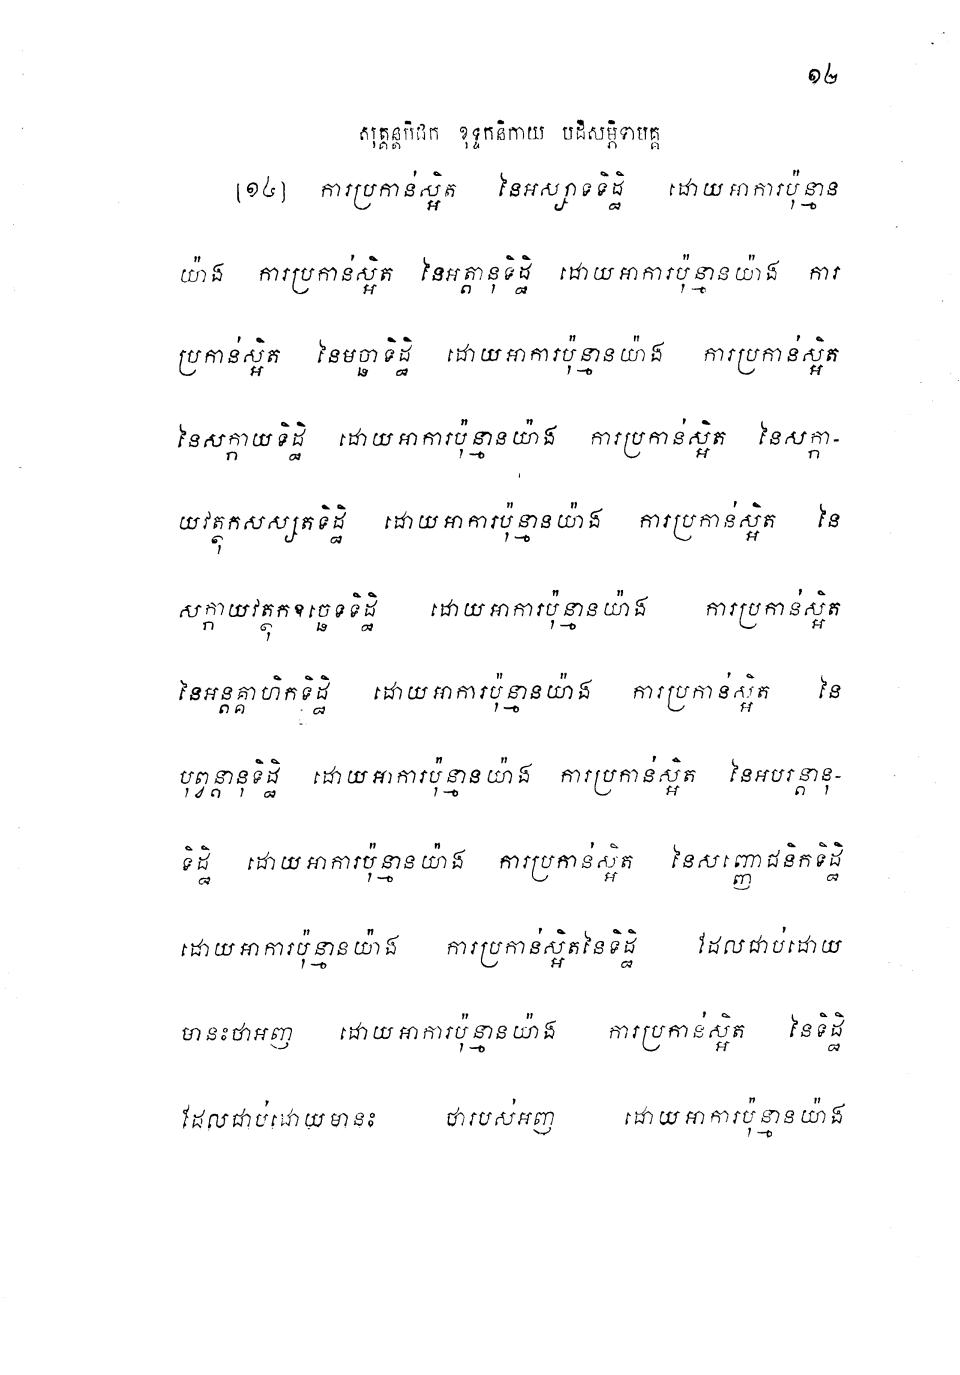 ១២
សុត្តន្តបិដក ខុទ្ទកនិកាយ បដិសម្ភិទាមគ្គ
[១៤] ការប្រកាន់ស្អិត នៃអស្សាទទិដ្ឋិ ដោយអាការប៉ុន្មាន
យ៉ាង ការប្រកាន់ស្អិត នៃអត្តានុទិដ្ឋិ ដោយអាការប៉ុន្មានយ៉ាង ការ
ប្រកាន់ស្អិត នៃមិច្ឆាទិដ្ឋិ ដោយអាការប៉ុន្មានយ៉ាង ការប្រកាន់ស្អិត
នៃសក្កាយទិដ្ឋិ ដោយអាការប៉ុន្មានយ៉ាង ការប្រកាន់ស្អិត នៃសក្កា-
យវត្ថុកសស្សតទិដ្ឋិ ដោយអាការប៉ុន្មានយ៉ាង ការប្រកាន់ស្អិត នៃ
សក្កាយវត្ថុកឧច្ឆេទទិដ្ឋិ ដោយអាការប៉ុន្មានយ៉ាង ការប្រកាន់ស្អិត
នៃអន្តគ្គាហិកទិដ្ឋិ ដោយអាការប៉ុន្មានយ៉ាង ការប្រកាន់ស្អិត នៃ
បុព្វន្តានុទិដ្ឋិ ដោយអាការប៉ុន្មានយ៉ាង ការប្រកាន់ស្អិត នៃអបរន្តានុ-
ទិដ្ឋិ ដោយអាការប៉ុន្មានយ៉ាង ការប្រកាន់ស្អិត នៃសញ្ញោជនិកទិដ្ឋិ
ដោយអាការប៉ុន្មានយ៉ាង ការប្រកាន់ស្អិតនៃទិដ្ឋិ ដែលជាប់ដោយ
មានះថាអញ ដោយអាការប៉ុន្មានយ៉ាង ការប្រកាន់ស្អិត នៃទិដ្ឋិ
ដែលជាប់ដោយមានះ ថារបស់អញ ដោយអាការប៉ុន្មានយ៉ាង